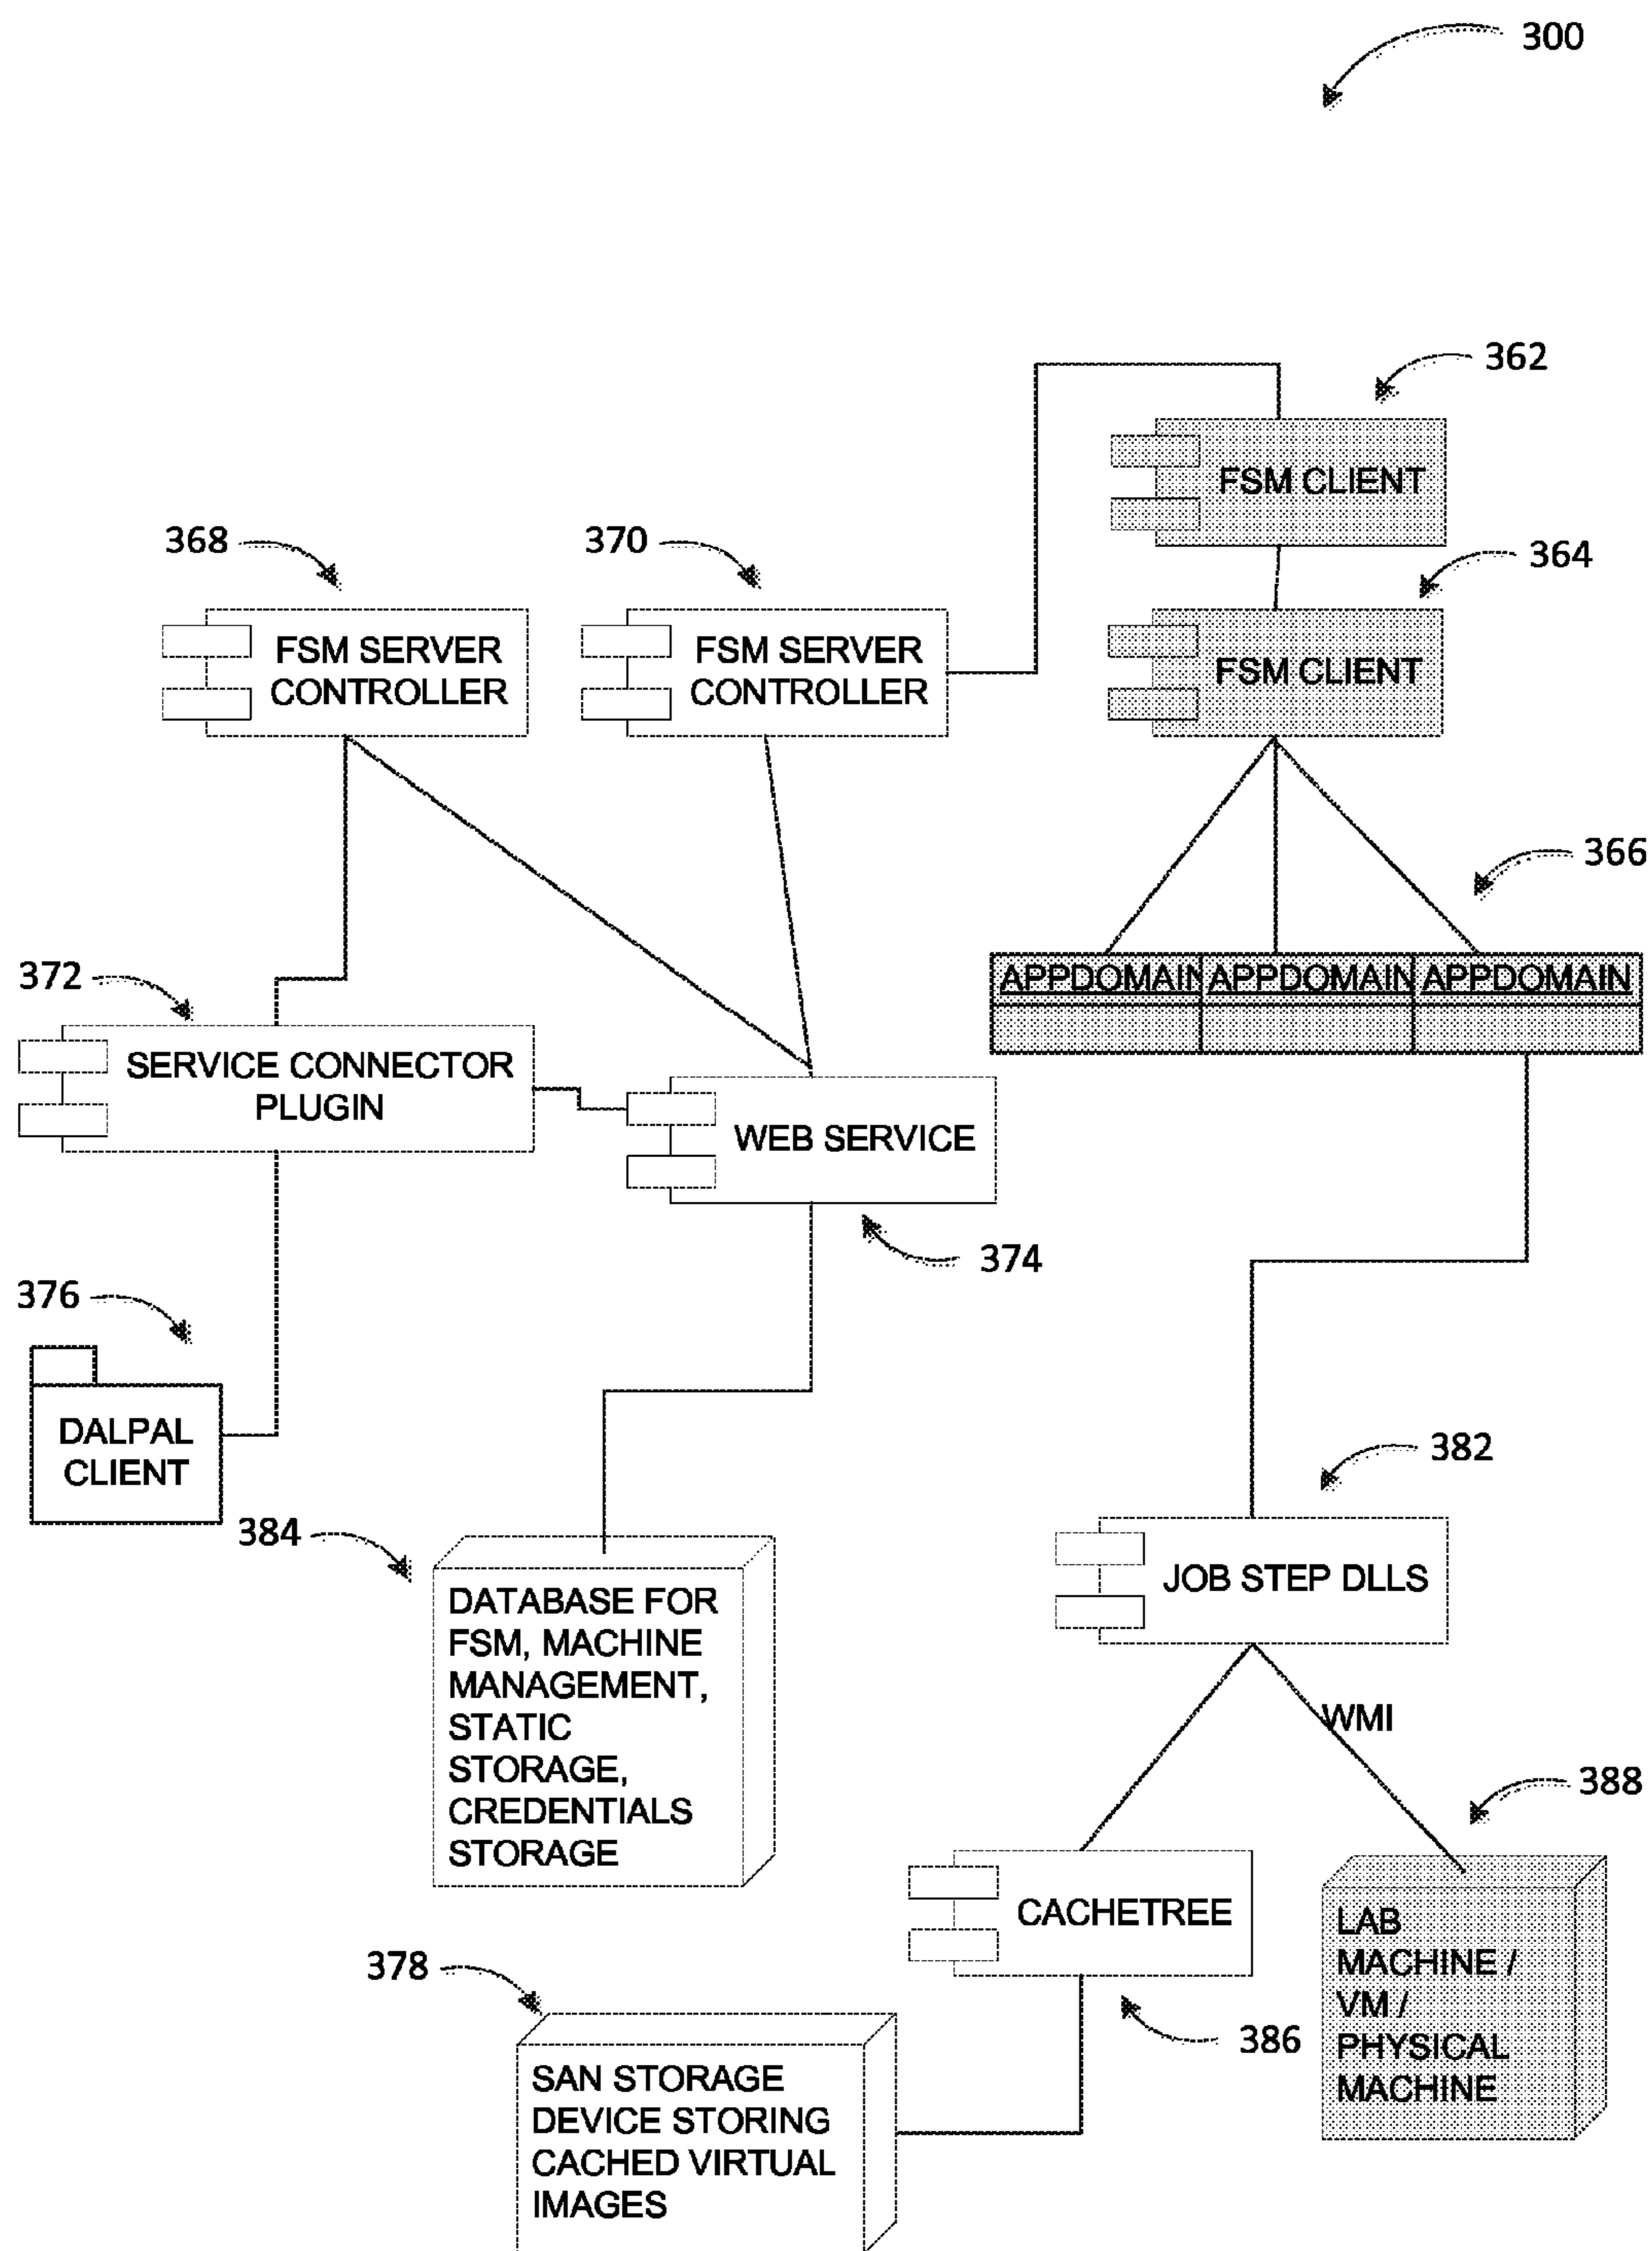 300
362
FSM CLIENT
364
FSM CLIENT
368
FSM SERVER
CONTROLLER
370
FSM SERVER
CONTROLLER
366
APPDOMAIN APPDOMAIN APPDOMAIN
372
SERVICE CONNECTOR
PLUGIN
WEB SERVICE
374
376
DALPAL
CLIENT
384
DATABASE FOR
FSM, MACHINE
MANAGEMENT,
STATIC
STORAGE,
CREDENTIALS
STORAGE
382
JOB STEP DLLS
WMI
388
LAB
MACHINE /
VM /
PHYSICAL
MACHINE
CACHETREE
386
378
SAN STORAGE
DEVICE STORING
CACHED VIRTUAL
IMAGES